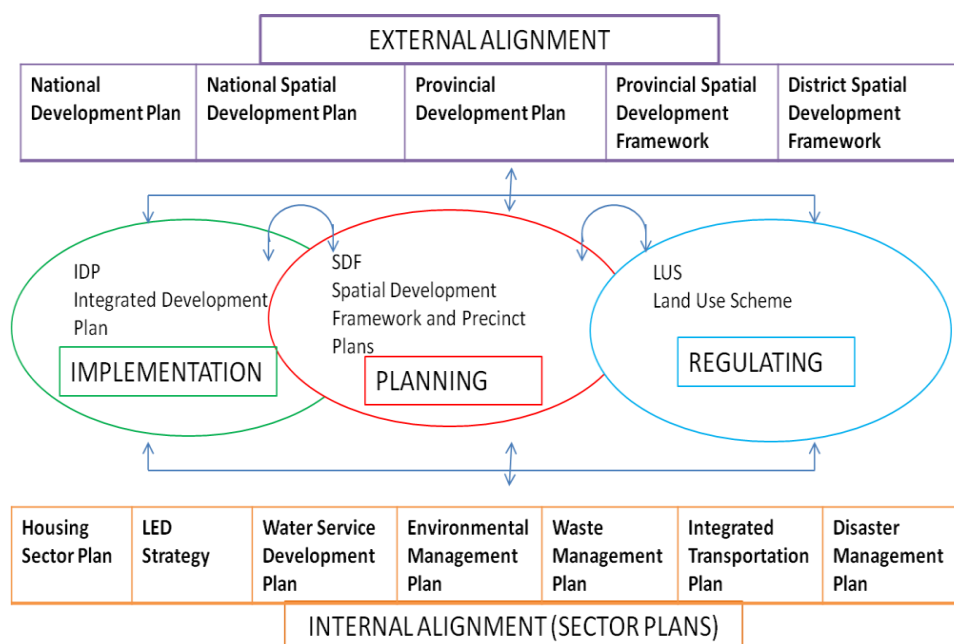 EXTERNAL ALIGNMENT
National
Development Plan
National Spatial
Development Plan
Provincial
Development Plan
Provincial Spatial
Development
Framework
District Spatial
Development
Framework
IDP
Integrated Development
Plan
IMPLEMENTATION
SDF
Spatial Development
Framework and Precinct
Plans
PLANNING
LUS
Land Use Scheme
REGULATING
Housing
Sector Plan
LED
Strategy
Water Service
Development
Plan
Environmental
Management
Plan
Waste
Management
Plan
Integrated
Transportation
Plan
Disaster
Management
Plan
INTERNAL ALIGNMENT (SECTOR PLANS)